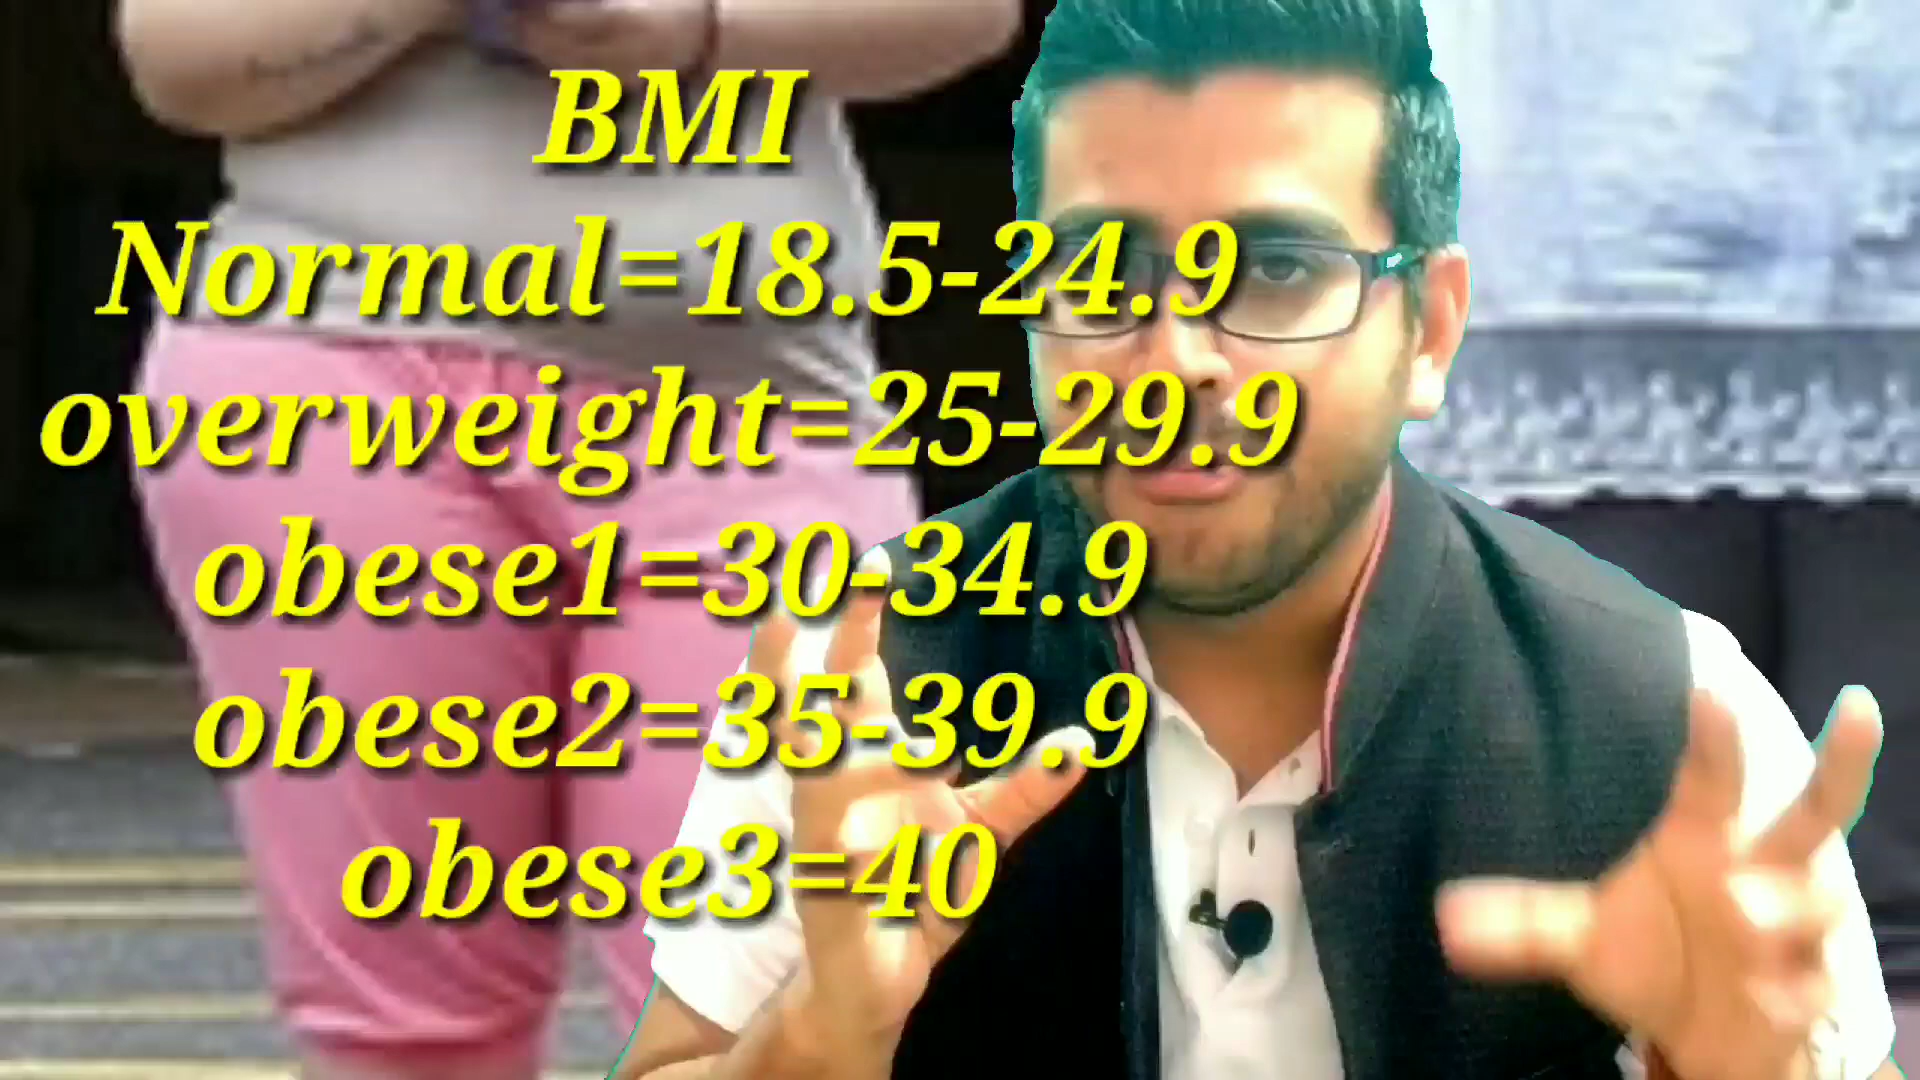 BMI
Normal=18.5-24.9
overweight=25-29.9
obese1=30-34.9
obese2=35-39.9
obese3=40